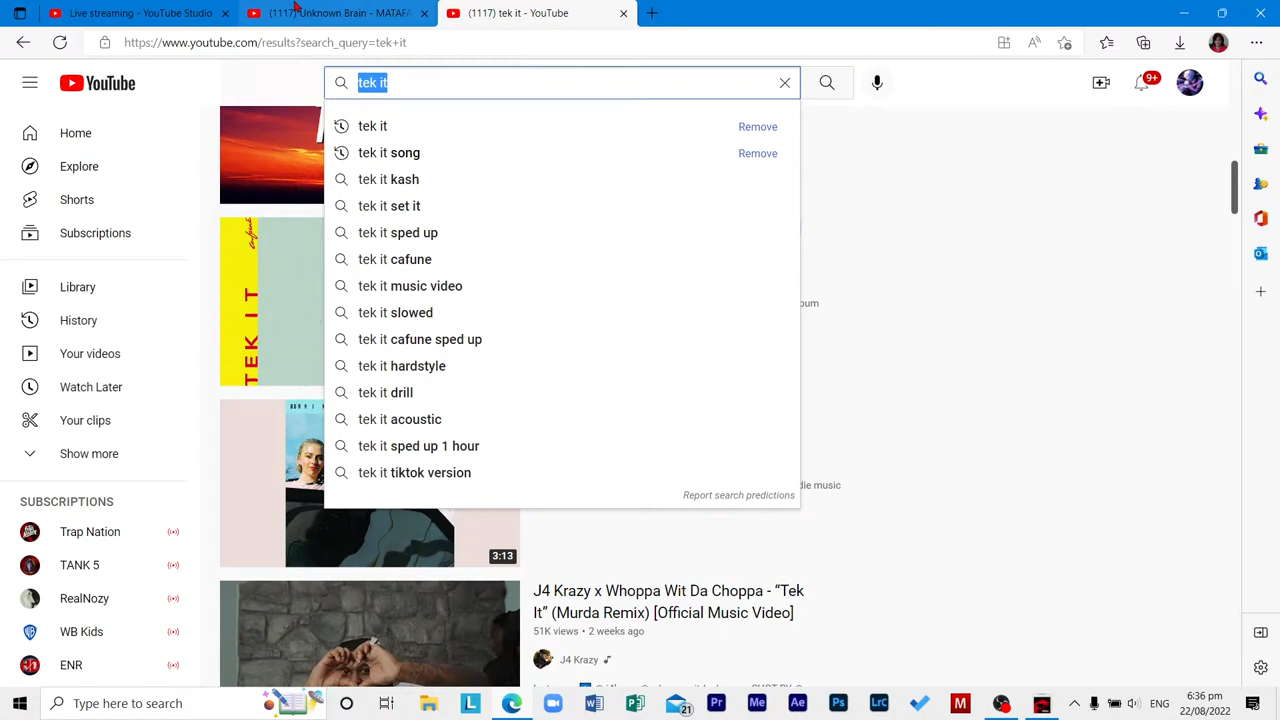 Live streaming - YouTube Studio
(1117) Unknown Brain - MATAFA
(1117) tek it - YouTube
https://www.youtube.com/results?search_query=tek+it
YouTube
tek it
9+
Home
Explore
Shorts
Subscriptions
Library
History
Your videos
Watch Later
Your clips
Show more
SUBSCRIPTIONS
Trap Nation
TANK 5
RealNozy
WB Kids
ENR
tek it Remove
tek it song Remove
tek it kash
tek it set it
tek it sped up
tek it cafune
tek it music video
tek it slowed
tek it cafune sped up
tek it hardstyle
tek it drill
tek it acoustic
tek it sped up 1 hour
tek it tiktok version
Report search predictions
TEK IT
bum
die music
3:13
J4 Krazy x Whoppa Wit Da Choppa - “Tek
It” (Murda Remix) [Official Music Video]
51K views • 2 weeks ago
J4 Krazy
Type here to search
21
ENG
6:36 pm
22/08/2022